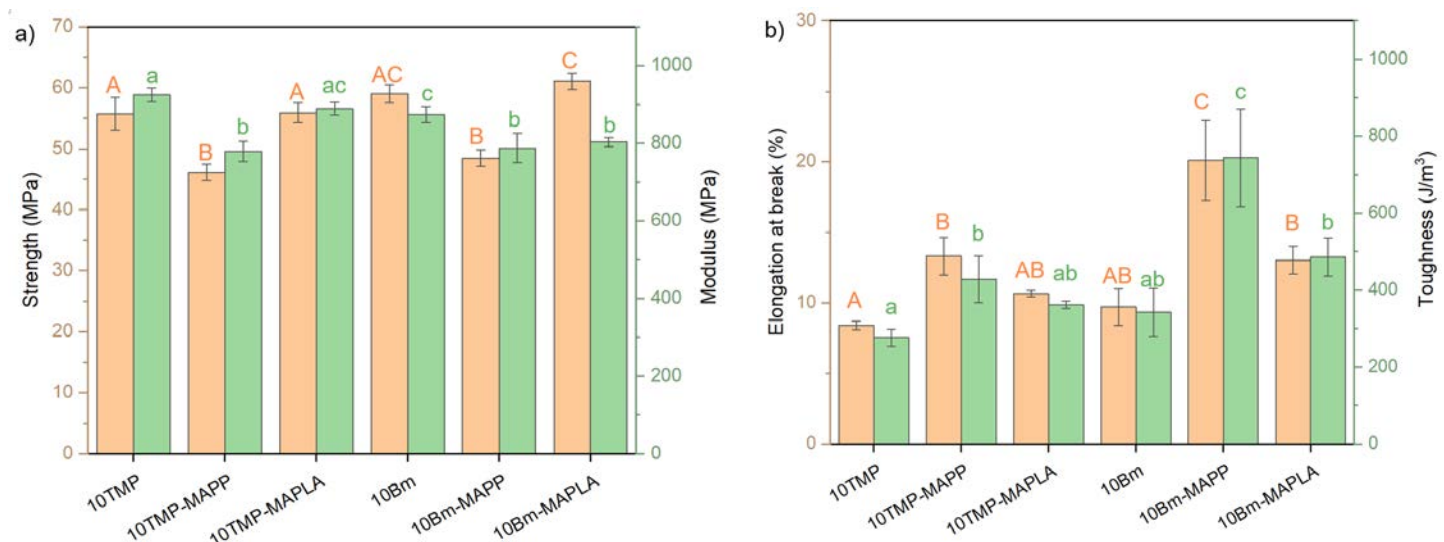 a)
70
60
50
40
30
20
10
0
Strength (MPa)
A
a
B
b
A
ac
AC
c
B
b
C
b
1000
800
600
400
200
0
Modulus (MPa)
10TMP
10TMP-MAPP
10TMP-MAPLA
10Bm
10Bm-MAPP
10Bm-MAPLA
b)
30
20
10
0
Elongation at break (%)
A
a
B
b
AB
ab
AB
ab
C
c
B
b
1000
800
600
400
200
0
Toughness (J/m³)
10TMP
10TMP-MAPP
10TMP-MAPLA
10Bm
10Bm-MAPP
10Bm-MAPLA